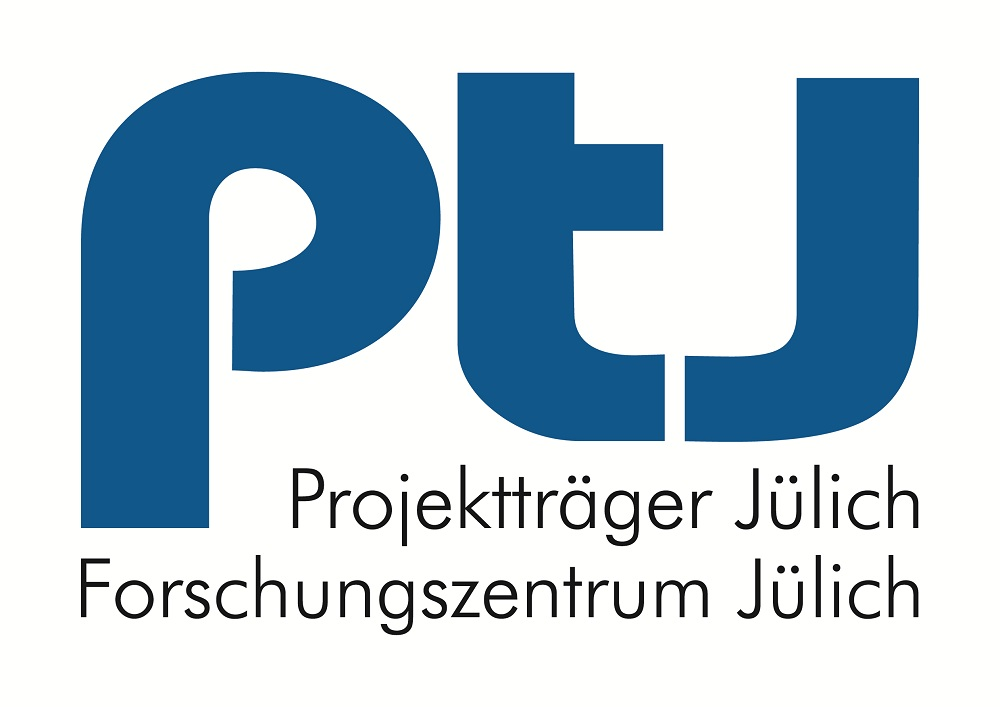 ptJ
Projektträger Jülich
Forschungszentrum Jülich